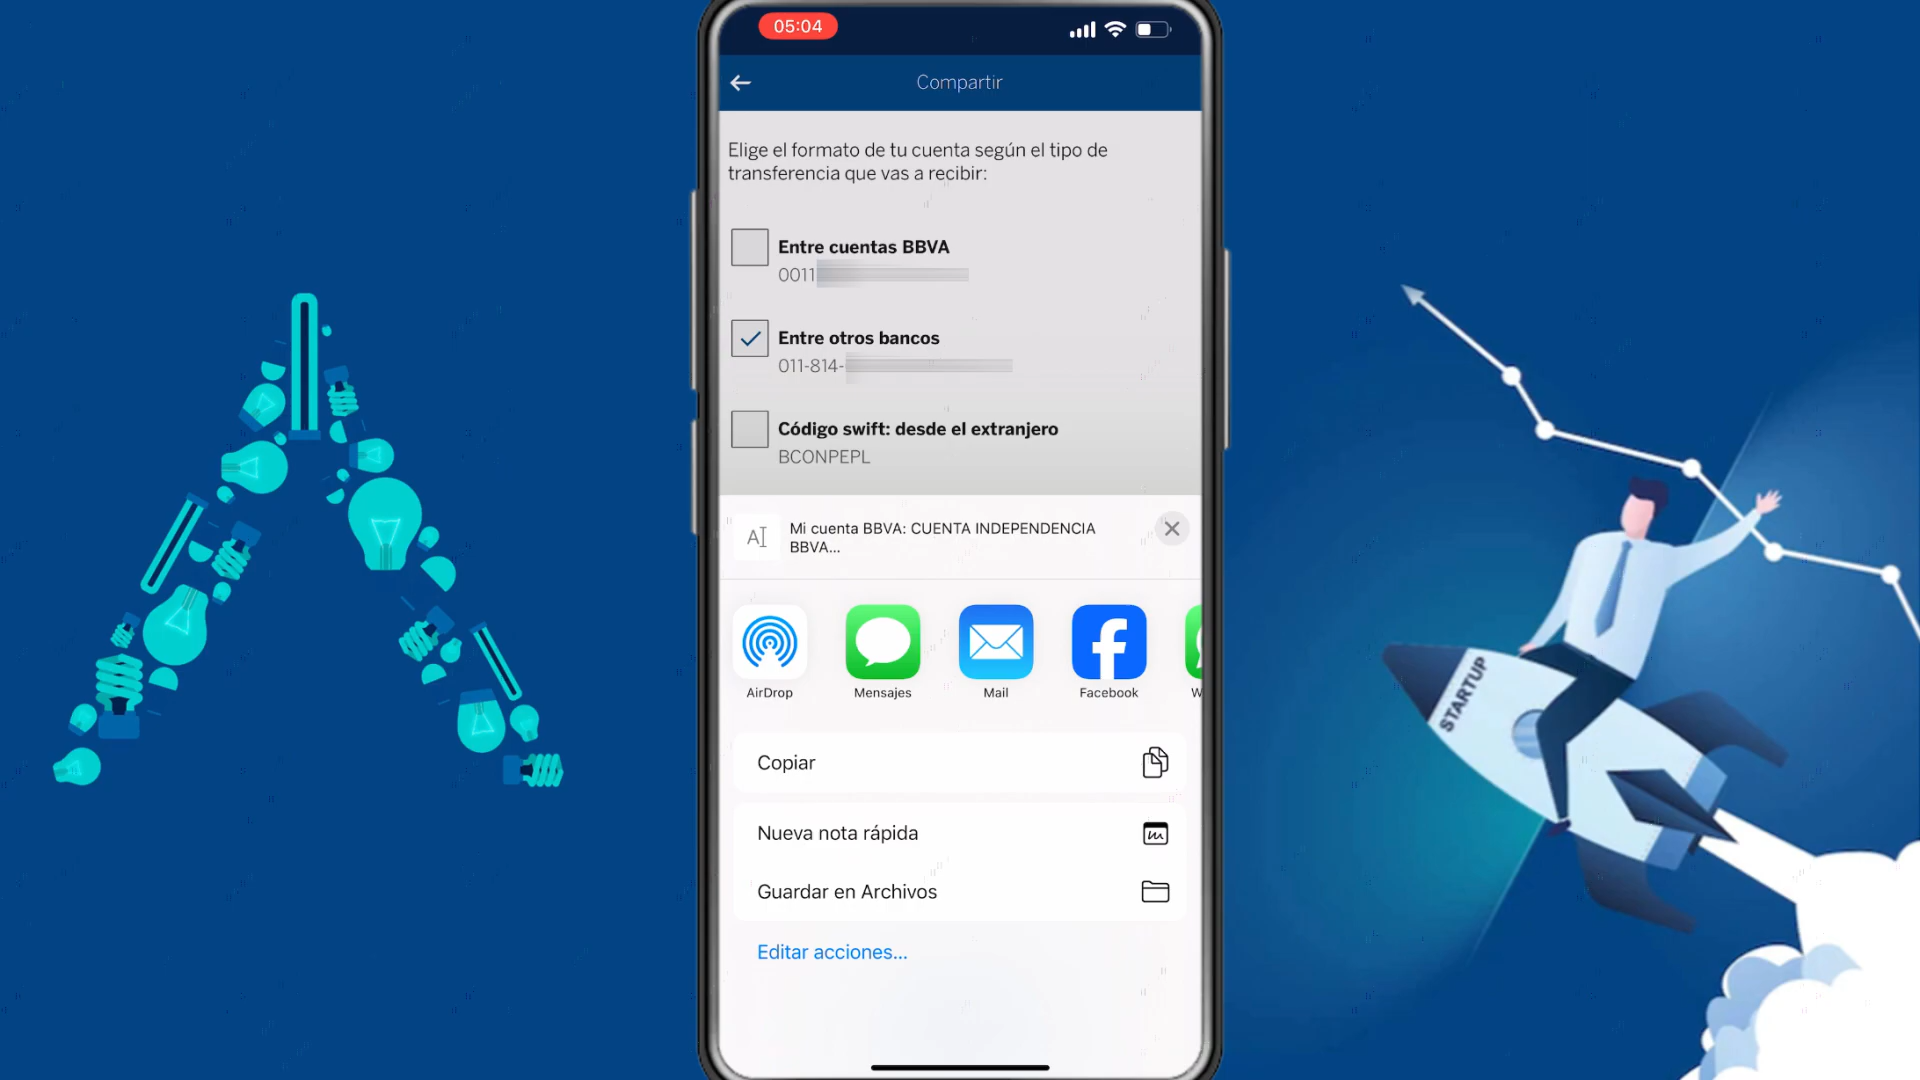 05:04
Compartir
Elige el formato de tu cuenta según el tipo de
transferencia que vas a recibir:
Entre cuentas BBVA
0011
Entre otros bancos
011-814-
Código swift: desde el extranjero
BCONPEPL
Mi cuenta BBVA: CUENTA INDEPENDENCIA
BBVA...
AirDrop
Mensajes
Mail
Facebook
W
Copiar
Nueva nota rápida
Guardar en Archivos
Editar acciones...
STARTUP